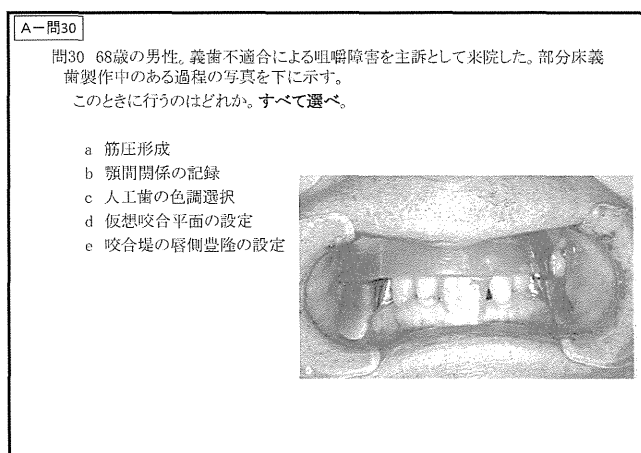 A－問30
問30 68歳の男性。義歯不適合による咀嚼障害を主訴として来院した。部分床義
歯製作中のある過程の写真を下に示す。
このときに行うのはどれか。すべて選べ。
a 筋圧形成
b 顎間関係の記録
c 人工歯の色調選択
d 仮想咬合平面の設定
e 咬合堤の唇側豊隆の設定